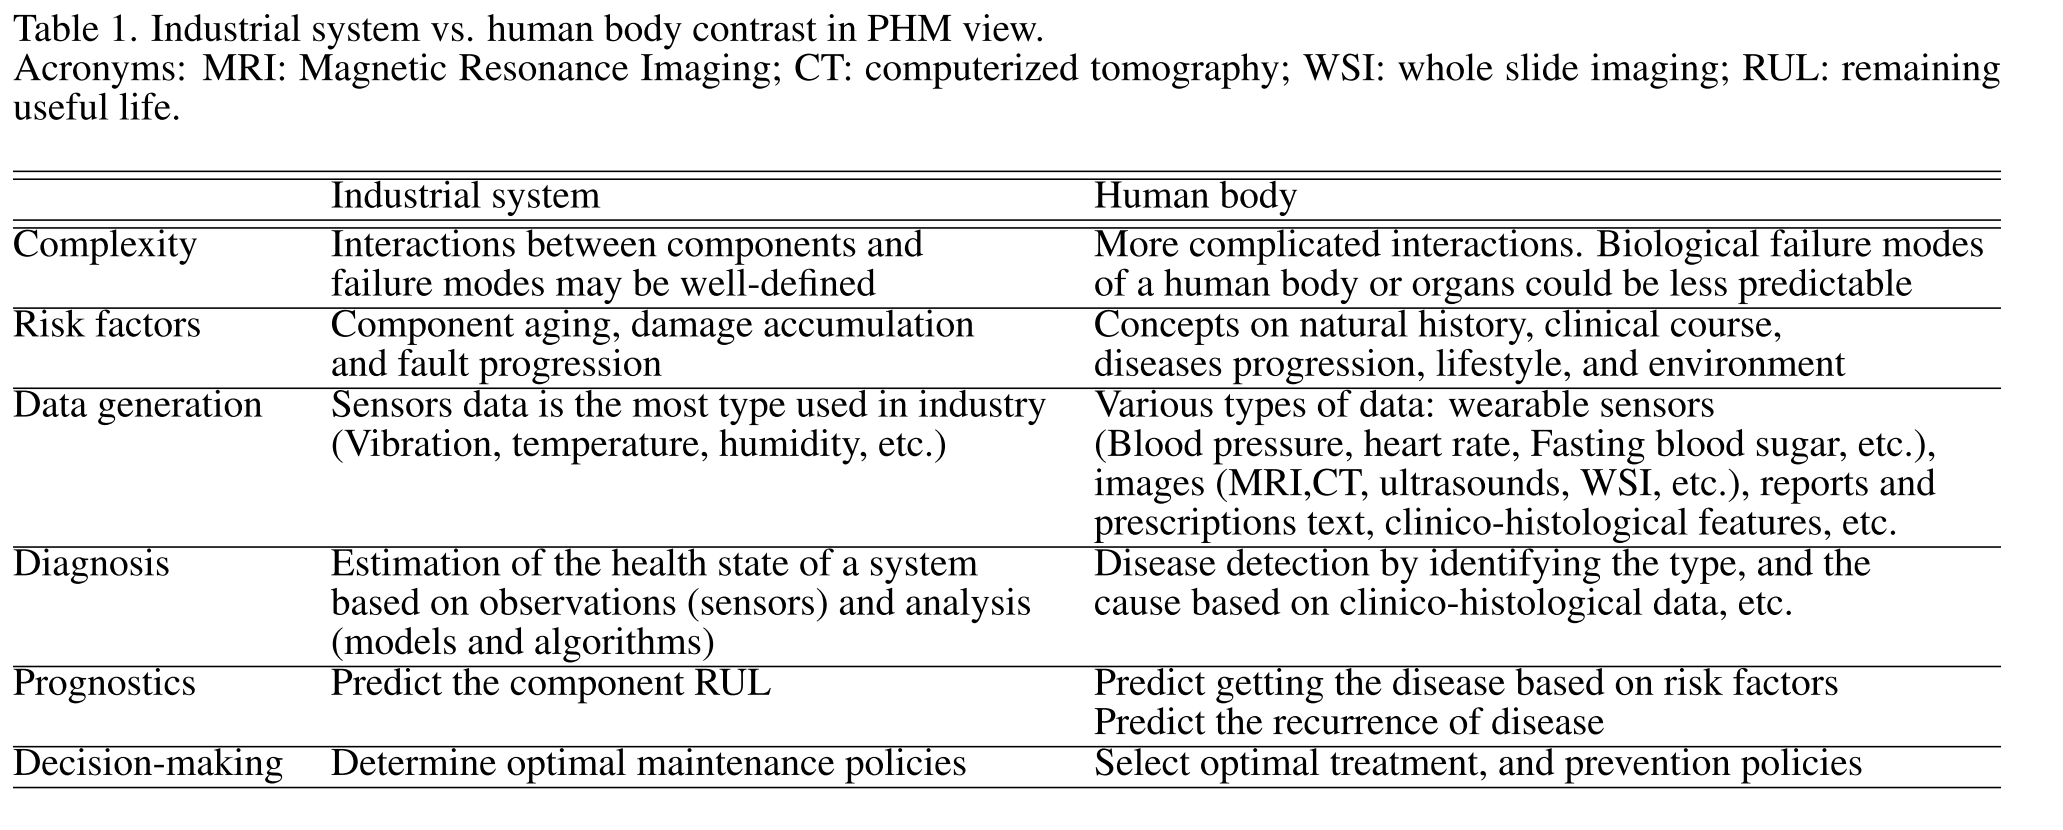 Table 1. Industrial system vs. human body contrast in PHM view.
Acronyms: MRI: Magnetic Resonance Imaging; CT: computerized tomography; WSI: whole slide imaging; RUL: remaining
useful life.
Industrial system Human body
Complexity Interactions between components and More complicated interactions. Biological failure modes
failure modes may be well-defined of a human body or organs could be less predictable
Risk factors Component aging, damage accumulation Concepts on natural history, clinical course,
and fault progression diseases progression, lifestyle, and environment
Data generation Sensors data is the most type used in industry Various types of data: wearable sensors
(Vibration, temperature, humidity, etc.) (Blood pressure, heart rate, Fasting blood sugar, etc.),
images (MRI,CT, ultrasounds, WSI, etc.), reports and
prescriptions text, clinico-histological features, etc.
Diagnosis Estimation of the health state of a system Disease detection by identifying the type, and the
based on observations (sensors) and analysis cause based on clinico-histological data, etc.
(models and algorithms)
Prognostics Predict the component RUL Predict getting the disease based on risk factors
Predict the recurrence of disease
Decision-making Determine optimal maintenance policies Select optimal treatment, and prevention policies